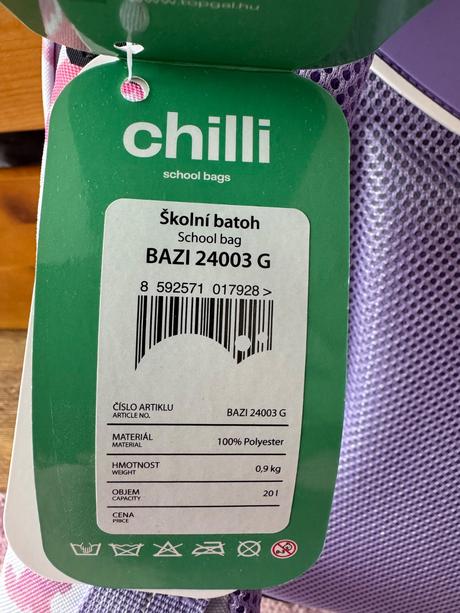 www.topgal.hu
chilli
school bags
Školní batoh
School bag
BAZI 24003 G
8 592571 017928 >
ČÍSLO ARTIKLU
ARTICLE NO.
BAZI 24003 G
MATERIÁL
MATERIAL
100% Polyester
HMOTNOST
WEIGHT
0,9 kg
OBJEM
CAPACITY
20 l
CENA
PRICE